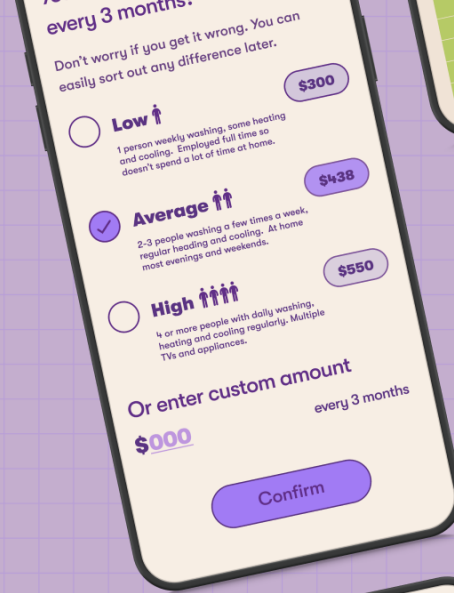 every 3 months?
Don't worry if you get it wrong. You can
easily sort out any difference later.
Low
$300
1 person weekly washing, some heating
and cooling. Employed full time so
doesn't spend a lot of time at home.
Average
$438
2-3 people washing a few times a week,
regular heading and cooling. At home
most evenings and weekends.
High
$550
4 or more people with daily washing,
heating and cooling regularly. Multiple
TVs and appliances.
Or enter custom amount
$000
every 3 months
Confirm